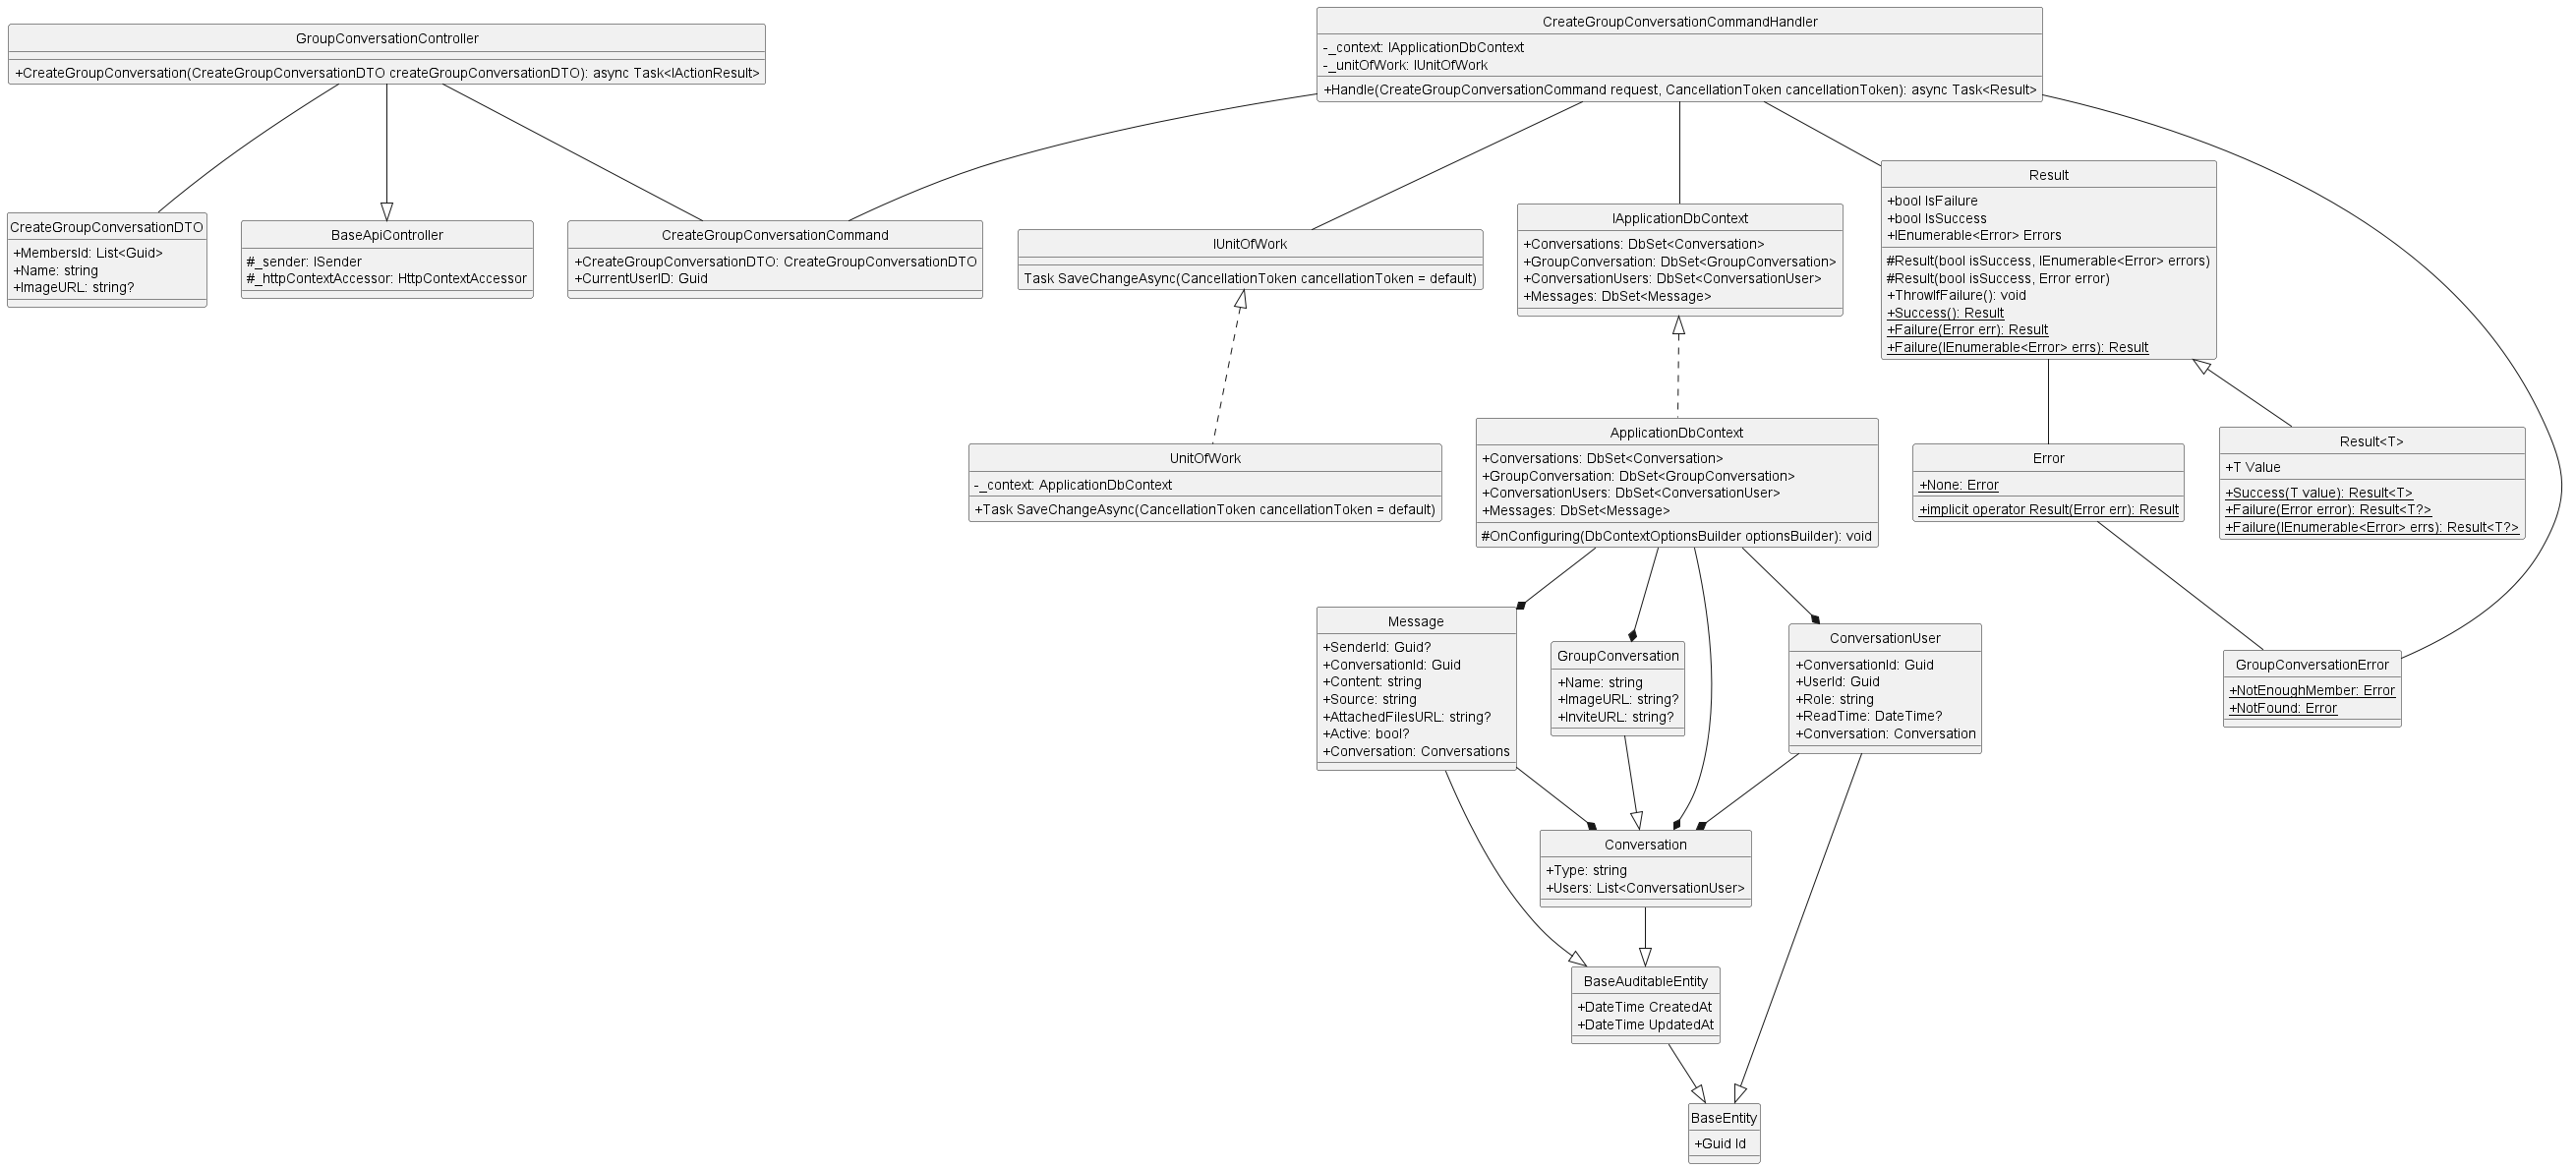 GroupConversationController
+CreateGroupConversation(CreateGroupConversationDTO createGroupConversationDTO): async Task<IActionResult>
CreateGroupConversationCommandHandler
-_context: IApplicationDbContext
-_unitOfWork: IUnitOfWork
+Handle(CreateGroupConversationCommand request, CancellationToken cancellationToken): async Task<Result>
CreateGroupConversationDTO
+MembersId: List<Guid>
+Name: string
+ImageURL: string?
BaseApiController
#_sender: ISender
#_httpContextAccessor: HttpContextAccessor
CreateGroupConversationCommand
+CreateGroupConversationDTO: CreateGroupConversationDTO
+CurrentUserID: Guid
IUnitOfWork
Task SaveChangeAsync(CancellationToken cancellationToken = default)
IApplicationDbContext
+Conversations: DbSet<Conversation>
+GroupConversation: DbSet<GroupConversation>
+ConversationUsers: DbSet<ConversationUser>
+Messages: DbSet<Message>
Result
+bool IsFailure
+bool IsSuccess
+IEnumerable<Error> Errors
#Result(bool isSuccess, IEnumerable<Error> errors)
#Result(bool isSuccess, Error error)
+ThrowIfFailure(): void
+Success(): Result
+Failure(Error err): Result
+Failure(IEnumerable<Error> errs): Result
UnitOfWork
-_context: ApplicationDbContext
+Task SaveChangeAsync(CancellationToken cancellationToken = default)
ApplicationDbContext
+Conversations: DbSet<Conversation>
+GroupConversation: DbSet<GroupConversation>
+ConversationUsers: DbSet<ConversationUser>
+Messages: DbSet<Message>
#OnConfiguring(DbContextOptionsBuilder optionsBuilder): void
Error
+None: Error
+implicit operator Result(Error err): Result
Result<T>
+T Value
+Success(T value): Result<T>
+Failure(Error error): Result<T?>
+Failure(IEnumerable<Error> errs): Result<T?>
Message
+SenderId: Guid?
+ConversationId: Guid
+Content: string
+Source: string
+AttachedFilesURL: string?
+Active: bool?
+Conversation: Conversations
GroupConversation
+Name: string
+ImageURL: string?
+InviteURL: string?
ConversationUser
+ConversationId: Guid
+UserId: Guid
+Role: string
+ReadTime: DateTime?
+Conversation: Conversation
GroupConversationError
+NotEnoughMember: Error
+NotFound: Error
Conversation
+Type: string
+Users: List<ConversationUser>
BaseAuditableEntity
+DateTime CreatedAt
+DateTime UpdatedAt
BaseEntity
+Guid Id